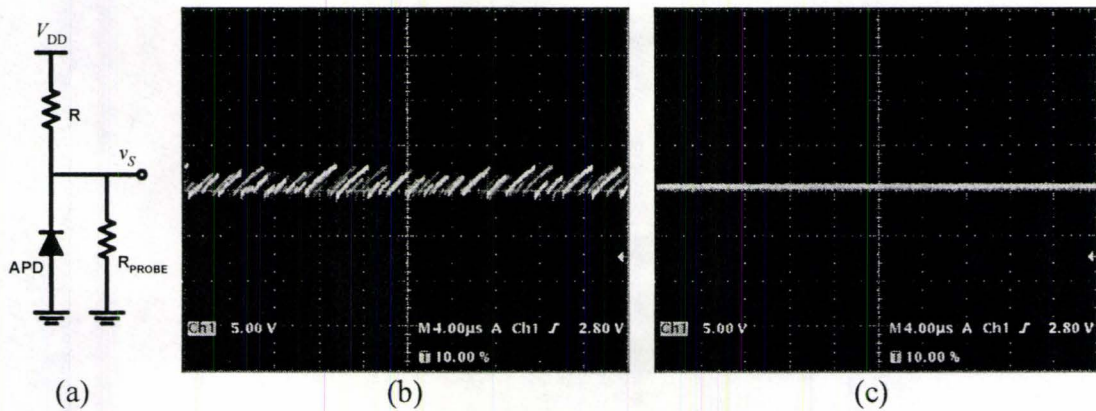 V_DD
R
v_S
APD
R_PROBE
Ch1 5.00 V M 4.00µs A Ch1 ƒ 2.80 V
T 10.00 %
Ch1 5.00 V M 4.00µs A Ch1 ƒ 2.80 V
T 10.00 %
(a) (b) (c)